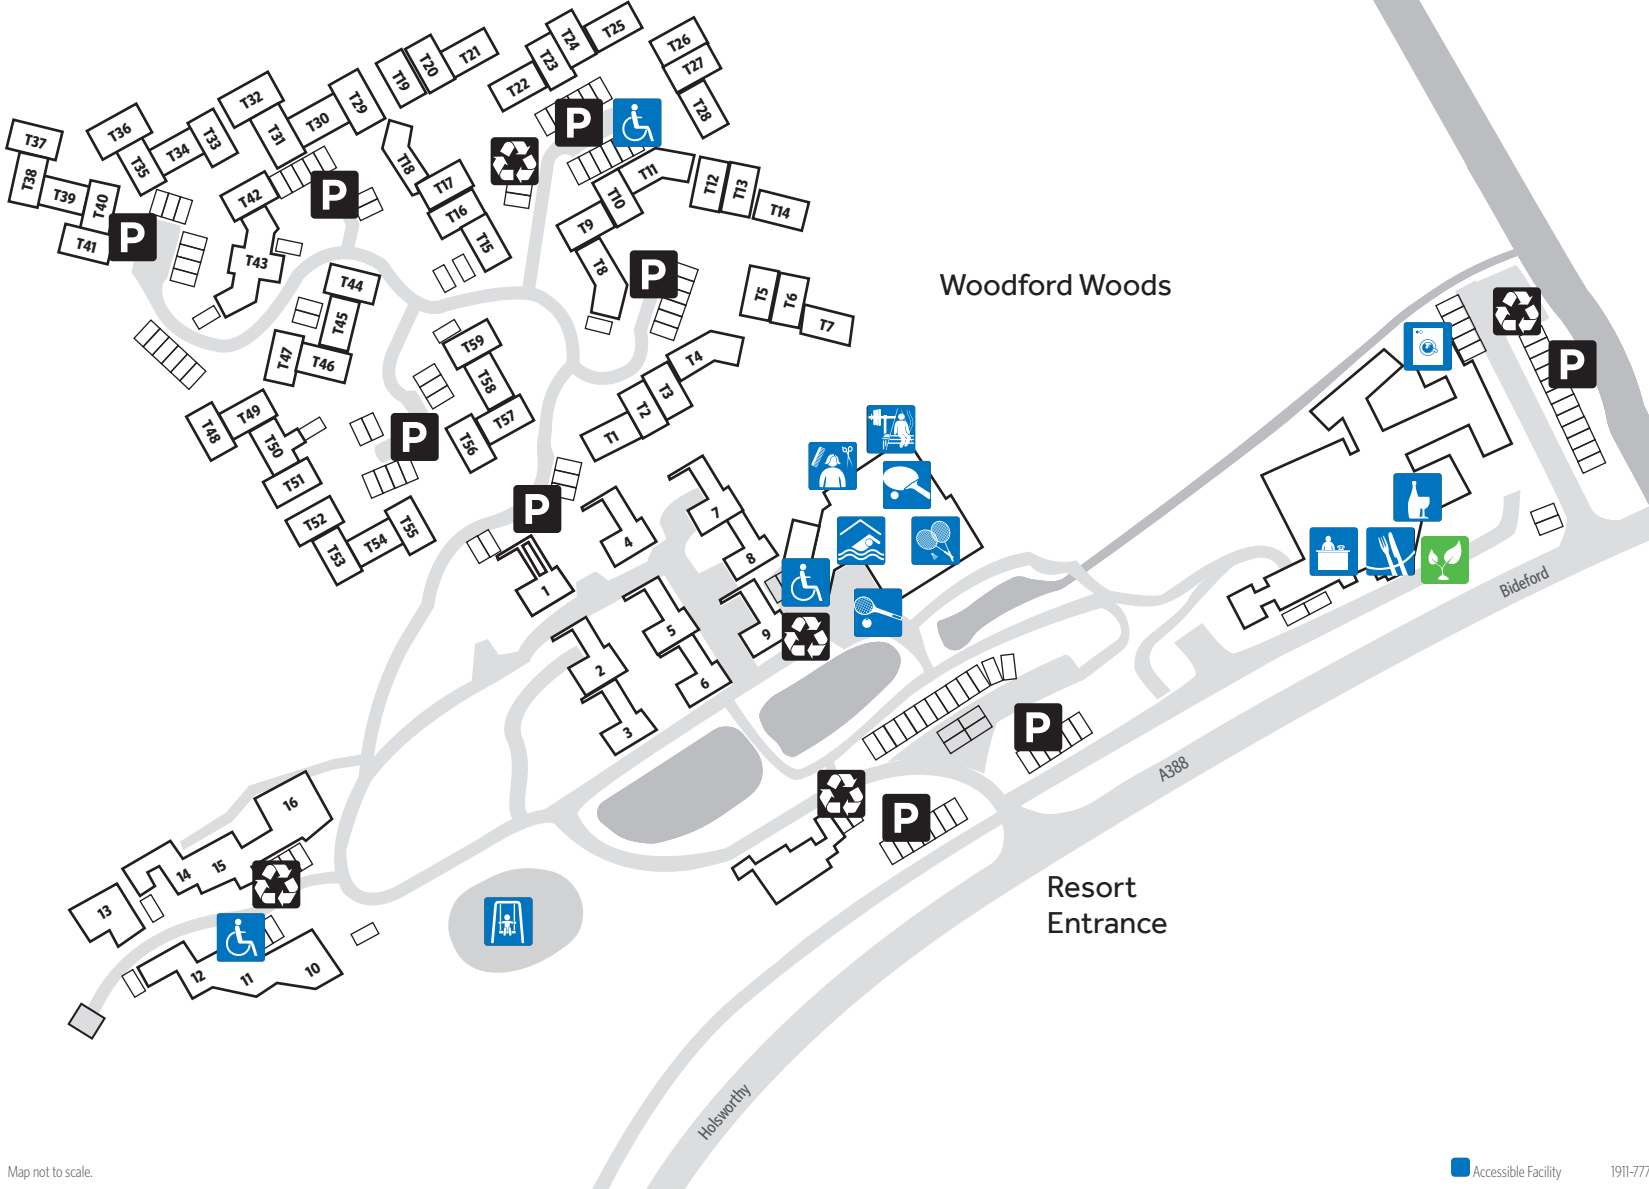 T25
T24
T26
T21
T20
T23
T27
T19
T22
T32
T29
T28
T30
T31
T36
T33
T34
T35
T37
T38
T39
T40
T41
T42
T43
P
P
P
P
T18
T17
T16
T15
T11
T10
T9
T8
T12
T13
T14
T5
T6
T7
T44
T45
T46
T47
T59
T58
T57
T56
T4
T3
T2
T1
Woodford Woods
P
T48
T49
T50
T51
T52
T53
T54
T55
P
P
7
4
8
1
5
9
2
6
3
Bideford
A388
P
P
16
15
14
13
12
11
10
Resort
Entrance
Holsworthy
Map not to scale.
Accessible Facility
1911-777